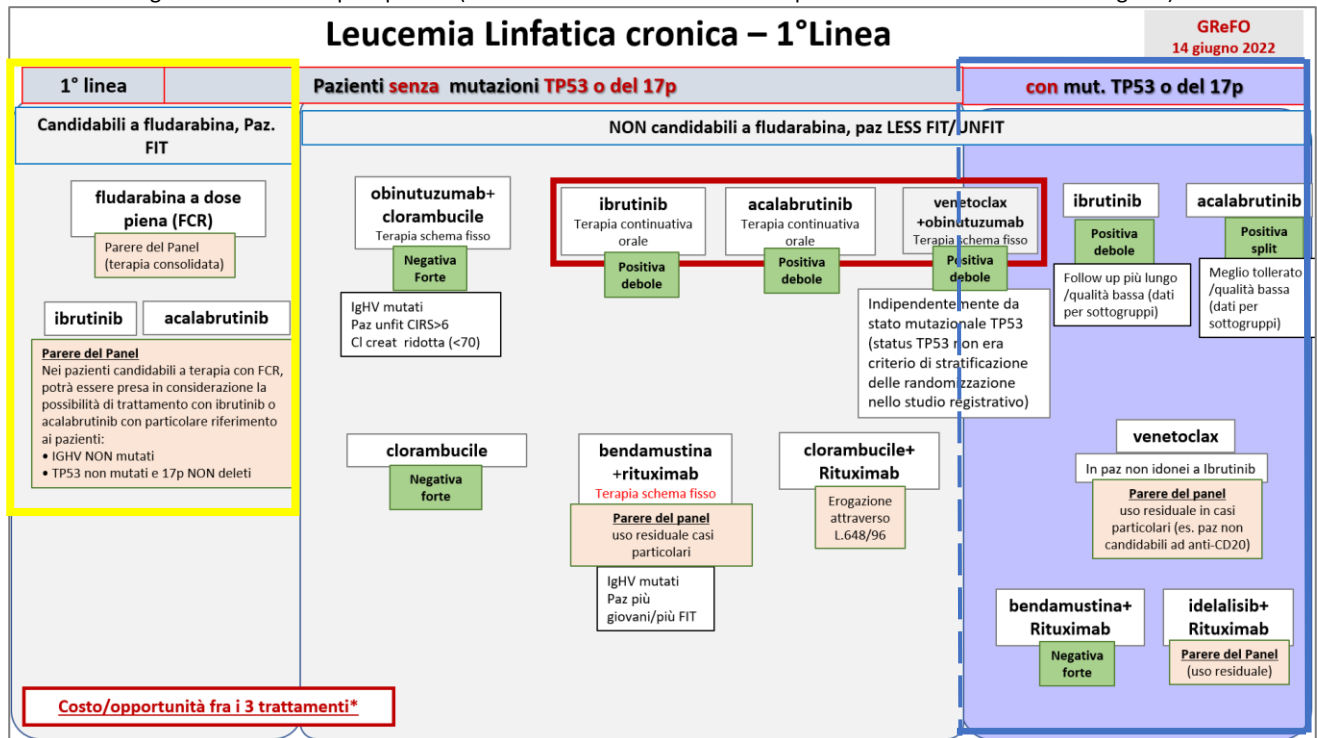 Leucemia Linfatica cronica – 1°Linea
GReFO
14 giugno 2022
1° linea
Pazienti senza mutazioni TP53 o del 17p
con mut. TP53 o del 17p
Candidabili a fludarabina, Paz.
FIT
NON candidabili a fludarabina, paz LESS FIT/UNFIT
fludarabina a dose
piena (FCR)
Parere del Panel
(terapia consolidata)
ibrutinib
acalabrutinib
Parere del Panel
Nei pazienti candidabili a terapia con FCR,
potrà essere presa in considerazione la
possibilità di trattamento con ibrutinib o
acalabrutinib con particolare riferimento
ai pazienti:
• IGHV NON mutati
• TP53 non mutati e 17p NON deleti
obinutuzumab+
clorambucile
Terapia schema fisso
Negativa
Forte
IgHV mutati
Paz unfit CIRS>6
Cl creat ridotta (<70)
ibrutinib
Terapia continuativa
orale
Positiva
debole
acalabrutinib
Terapia continuativa
orale
Positiva
debole
venetoclax
+obinutuzumab
Terapia schema fisso
Positiva
debole
Indipendentemente da
stato mutazionale TP53
(status TP53 non era
criterio di stratificazione
delle randomizzazione
nello studio registrativo)
clorambucile
Negativa
forte
bendamustina
+rituximab
Terapia schema fisso
Parere del panel
uso residuale casi
particolari
IgHV mutati
Paz più
giovani/più FIT
clorambucile+
Rituximab
Erogazione
attraverso
L.648/96
ibrutinib
Positiva
debole
Follow up più lungo
/qualità bassa (dati
per sottogruppi)
acalabrutinib
Positiva
split
Meglio tollerato
/qualità bassa
(dati per
sottogruppi)
venetoclax
In paz non idonei a Ibrutinib
Parere del panel
uso residuale in casi
particolari (es. paz non
candidabili ad anti-CD20)
bendamustina+
Rituximab
Negativa
forte
idelalisib+
Rituximab
Parere del Panel
(uso residuale)
Costo/opportunità fra i 3 trattamenti*